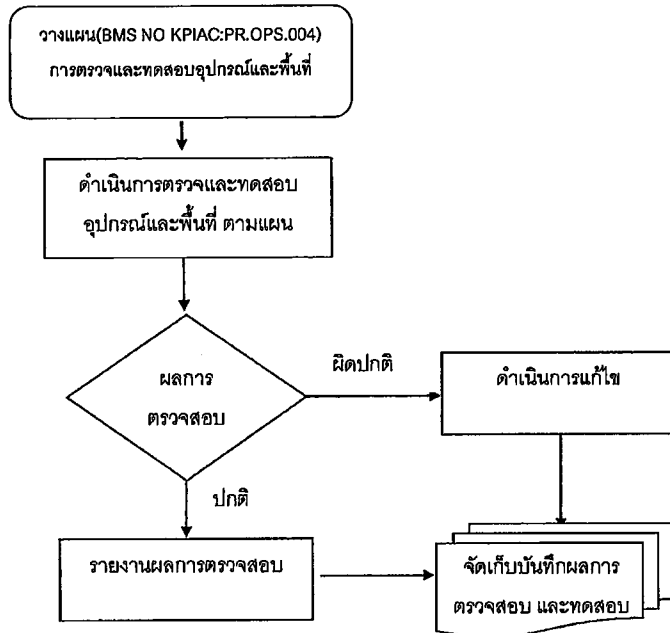 วางแผน(BMS NO KPIAC:PR.OPS.004)
การตรวจและทดสอบอุปกรณ์และพื้นที่
ดำเนินการตรวจและทดสอบ
อุปกรณ์และพื้นที่ ตามแผน
ผลการ
ตรวจสอบ
ผิดปกติ
ดำเนินการแก้ไข
ปกติ
รายงานผลการตรวจสอบ
จัดเก็บบันทึกผลการ
ตรวจสอบ และทดสอบ